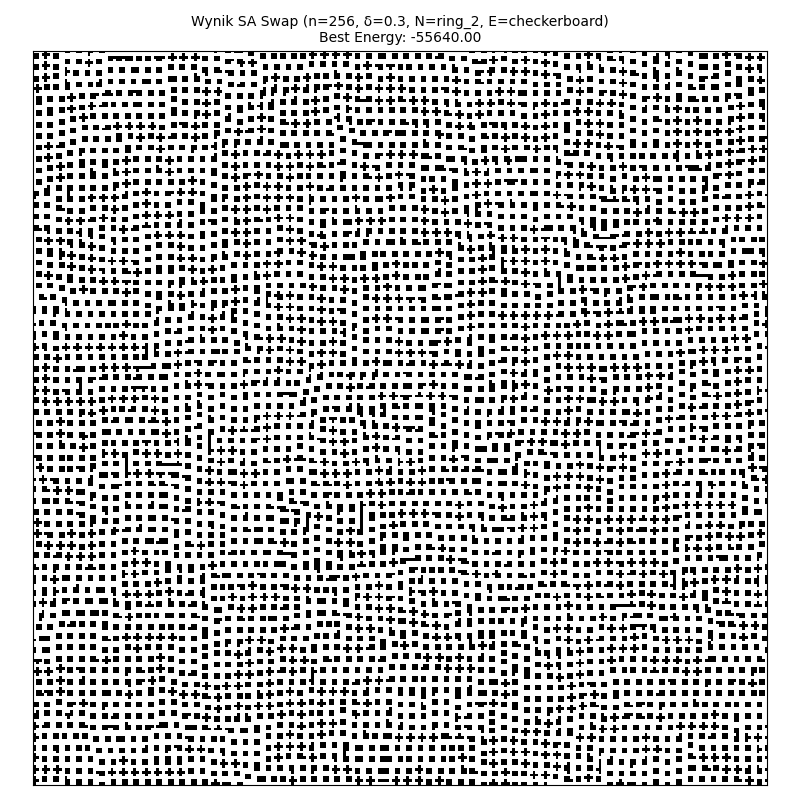 Wynik SA Swap (n=256, δ=0.3, N=ring_2, E=checkerboard)
Best Energy: -55640.00